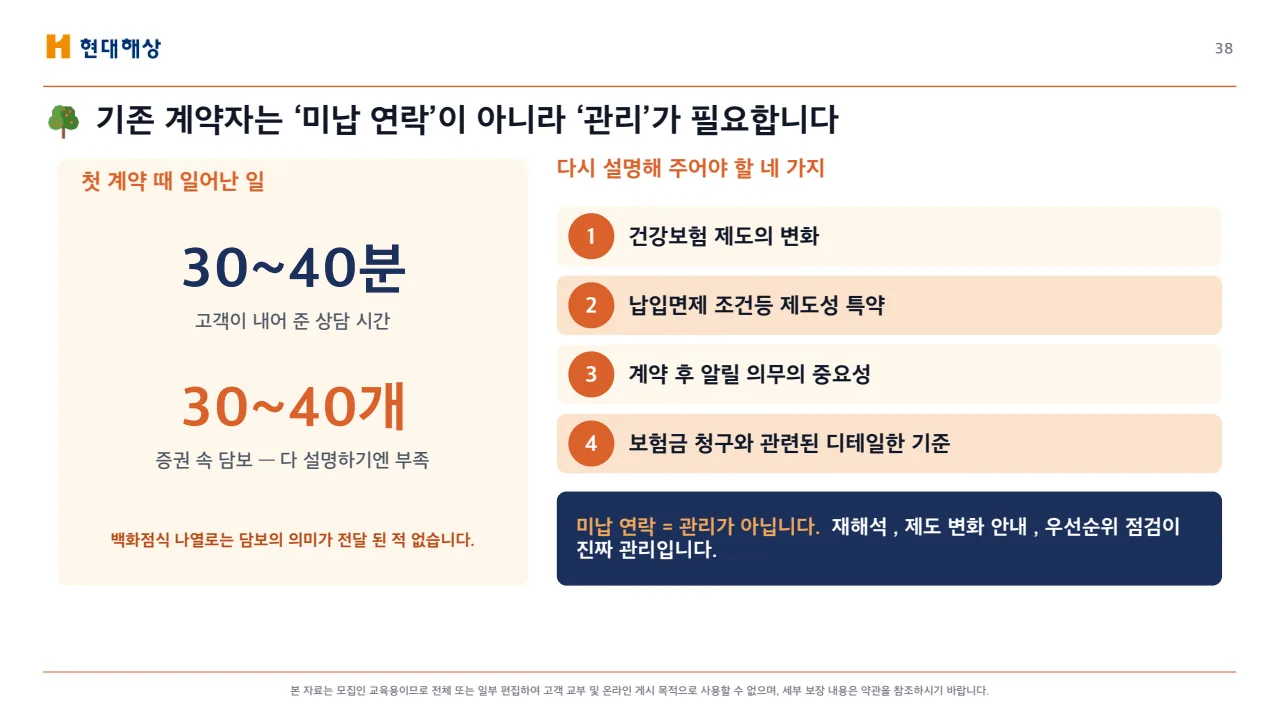 현대해상
38
기존 계약자는 ‘미납 연락’이 아니라 ‘관리’가 필요합니다
첫 계약 때 일어난 일
30~40분
고객이 내어 준 상담 시간
30~40개
증권 속 담보 — 다 설명하기엔 부족
백화점식 나열로는 담보의 의미가 전달 된 적 없습니다.
다시 설명해 주어야 할 네 가지
1 건강보험 제도의 변화
2 납입면제 조건등 제도성 특약
3 계약 후 알릴 의무의 중요성
4 보험금 청구와 관련된 디테일한 기준
미납 연락 = 관리가 아닙니다. 재해석 , 제도 변화 안내 , 우선순위 점검이
진짜 관리입니다.
본 자료는 모집인 교육용이므로 전체 또는 일부 편집하여 고객 교부 및 온라인 게시 목적으로 사용할 수 없으며, 세부 보장 내용은 약관을 참조하시기 바랍니다.